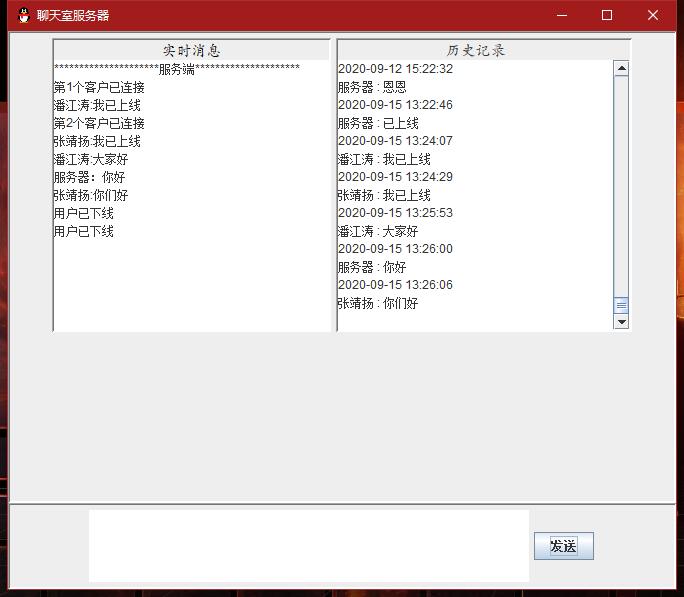 聊天室服务器
实时消息
*********************服务端*********************
第1个客户已连接
潘江涛:我已上线
第2个客户已连接
张靖扬:我已上线
潘江涛:大家好
服务器：你好
张靖扬:你们好
用户已下线
用户已下线
历史记录
2020-09-12 15:22:32
服务器 : 恩恩
2020-09-15 13:22:46
服务器 : 已上线
2020-09-15 13:24:07
潘江涛 : 我已上线
2020-09-15 13:24:29
张靖扬 : 我已上线
2020-09-15 13:25:53
潘江涛 : 大家好
2020-09-15 13:26:00
服务器 : 你好
2020-09-15 13:26:06
张靖扬 : 你们好
发送